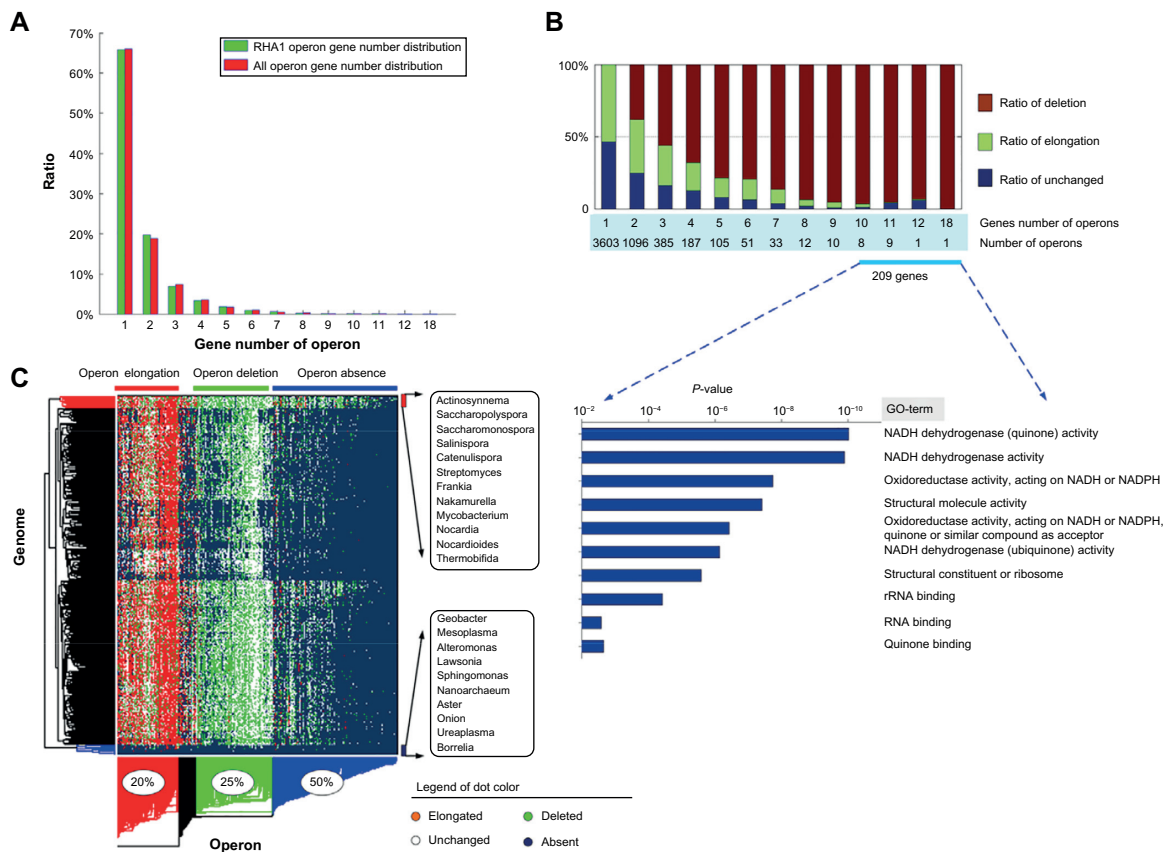 A
70%
60%
50%
40%
30%
20%
10%
0%
Ratio
RHA1 operon gene number distribution
All operon gene number distribution
1 2 3 4 5 6 7 8 9 10 11 12 18
Gene number of operon
B
100%
50%
0
Ratio of deletion
Ratio of elongation
Ratio of unchanged
1 2 3 4 5 6 7 8 9 10 11 12 18 Genes number of operons
3603 1096 385 187 105 51 33 12 10 8 9 1 1 Number of operons
209 genes
P-value
10−2 10−4 10−6 10−8 10−10 GO-term
NADH dehydrogenase (quinone) activity
NADH dehydrogenase activity
Oxidoreductase activity, acting on NADH or NADPH
Structural molecule activity
Oxidoreductase activity, acting on NADH or NADPH,
quinone or similar compound as acceptor
NADH dehydrogenase (ubiquinone) activity
Structural constituent or ribosome
rRNA binding
RNA binding
Quinone binding
C
Operon elongation Operon deletion Operon absence
Genome
Actinosynnema
Saccharopolyspora
Saccharomonospora
Salinispora
Catenulispora
Streptomyces
Frankia
Nakamurella
Mycobacterium
Nocardia
Nocardioides
Thermobifida
Geobacter
Mesoplasma
Alteromonas
Lawsonia
Sphingomonas
Nanoarchaeum
Aster
Onion
Ureaplasma
Borrelia
20% 25% 50%
Operon
Legend of dot color
Elongated Deleted
Unchanged Absent